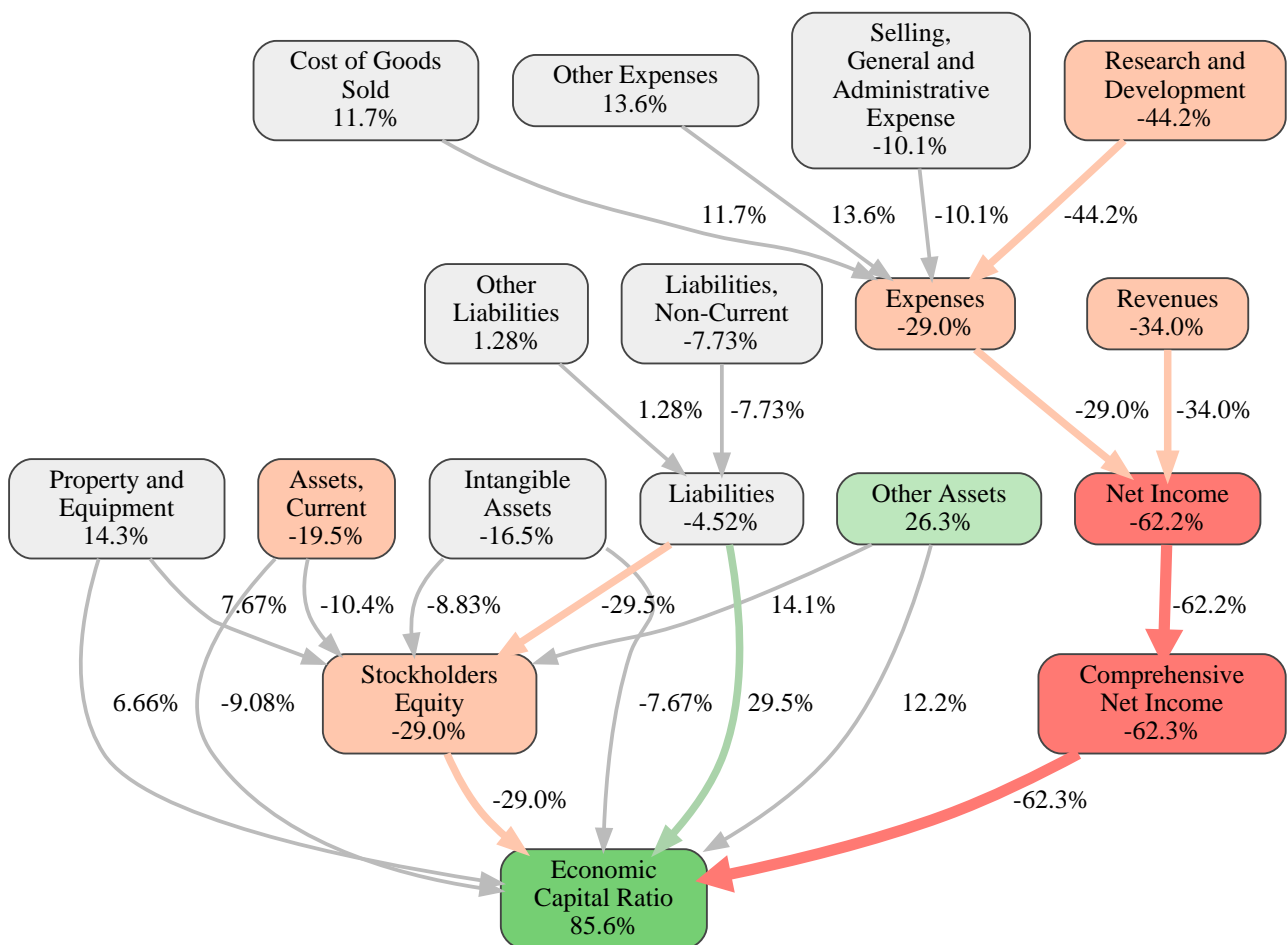 Cost of Goods
Sold
11.7%
Other Expenses
13.6%
Selling,
General and
Administrative
Expense
-10.1%
Research and
Development
-44.2%
11.7%
13.6%
-10.1%
-44.2%
Other
Liabilities
1.28%
Liabilities,
Non-Current
-7.73%
Expenses
-29.0%
Revenues
-34.0%
1.28%
-7.73%
-29.0%
-34.0%
Property and
Equipment
14.3%
Assets,
Current
-19.5%
Intangible
Assets
-16.5%
Liabilities
-4.52%
Other Assets
26.3%
Net Income
-62.2%
7.67%
-10.4%
-8.83%
-29.5%
14.1%
-62.2%
Stockholders
Equity
-29.0%
Comprehensive
Net Income
-62.3%
6.66%
-9.08%
-7.67%
29.5%
12.2%
-29.0%
-62.3%
Economic
Capital Ratio
85.6%